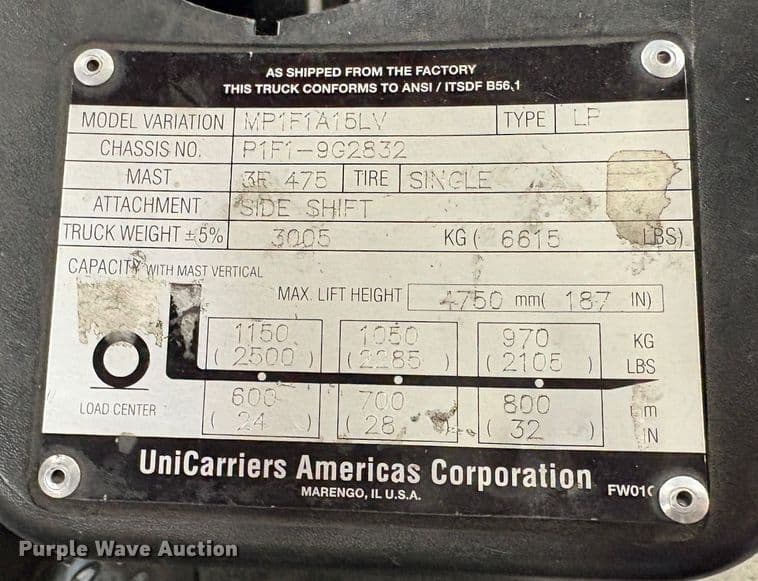 AS SHIPPED FROM THE FACTORY
THIS TRUCK CONFORMS TO ANSI / ITSDF B56.1
MODEL VARIATION MP1F1A15LV TYPE LP
CHASSIS NO. P1F1-9G2832
MAST 3F 475 TIRE SINGLE
ATTACHMENT SIDE SHIFT
TRUCK WEIGHT ±5% 3005 KG ( 6615 LBS)
CAPACITY WITH MAST VERTICAL
MAX. LIFT HEIGHT 4750 mm( 187 IN)
1150 1050 970 KG
( 2500 ) ( 2285 ) ( 2105 ) LBS
600 700 800 m
LOAD CENTER ( 24 ) ( 28 ) ( 32 ) IN
UniCarriers Americas Corporation
MARENGO, IL U.S.A. FW01
Purple Wave Auction